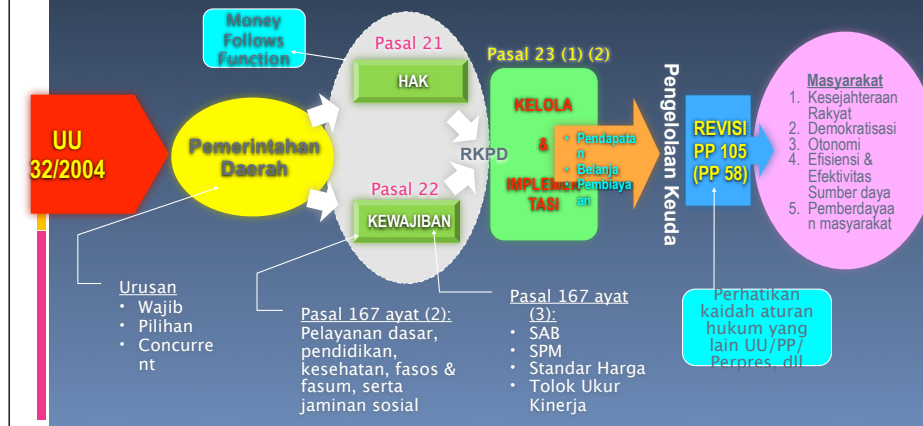 Money
Follows
Function
Pasal 21
HAK
UU
32/2004
Pemerintahan
Daerah
Pasal 22
KEWAJIBAN
RKPD
Pasal 23 (1) (2)
KELOLA
&
IMPLEMEN
TASI
• Pendapata
n
• Belanja
• Pembiay
aan
Pengelolaan Keuda
REVISI
PP 105
(PP 58)
Masyarakat
1. Kesejahteraan
Rakyat
2. Demokratisasi
3. Otonomi
4. Efisiensi &
Efektivitas
Sumber daya
5. Pemberdayaa
n masyarakat
Urusan
• Wajib
• Pilihan
• Concurre
nt
Pasal 167 ayat (2):
Pelayanan dasar,
pendidikan,
kesehatan, fasos &
fasum, serta
jaminan sosial
Pasal 167 ayat
(3):
• SAB
• SPM
• Standar Harga
• Tolok Ukur
Kinerja
Perhatikan
kaidah aturan
hukum yang
lain UU/PP/
Perpres, dll